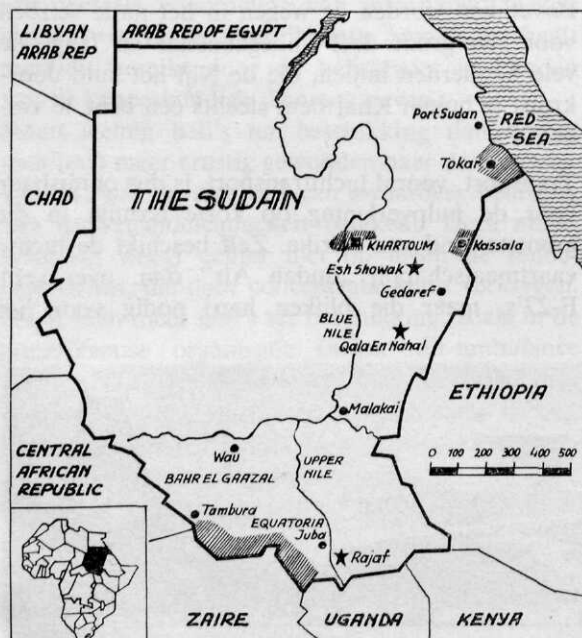 LIBYAN
ARAB REP
ARAB REP OF EGYPT
Port Sudan
RED
SEA
Tokar
CHAD
THE SUDAN
KHARTOUM
Kassala
Esh Showak
Gedaref
BLUE
NILE
Qala En Nahal
Malakai
ETHIOPIA
Wau
UPPER
NILE
BAHR EL GAAZAL
CENTRAL
AFRICAN
REPUBLIC
0 100 200 300 400 500
Tambura
EQUATORIA
Juba
Rajaf
ZAIRE
UGANDA
KENYA